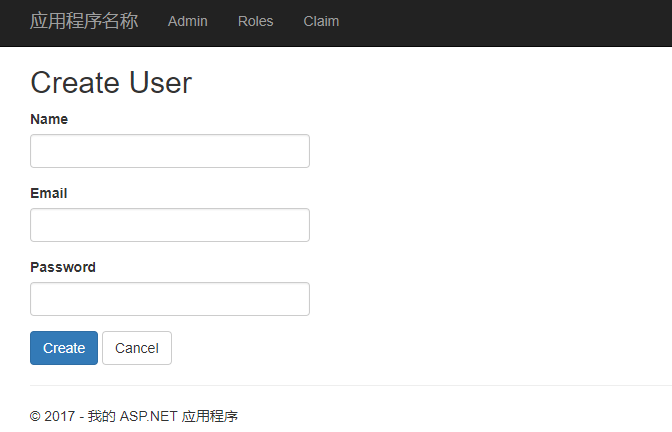 应用程序名称 Admin Roles Claim
Create User
Name
Email
Password
Create Cancel
© 2017 - 我的 ASP.NET 应用程序